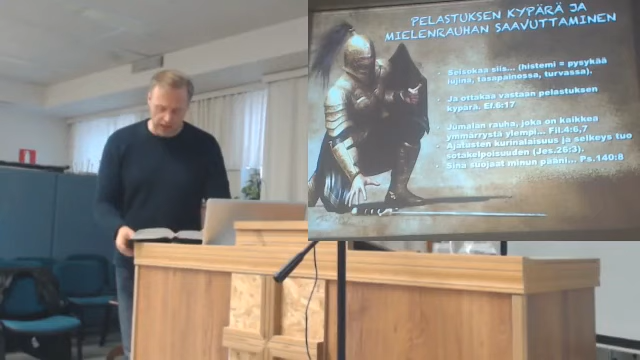 PELASTUKSEN KYPÄRÄ JA
MIELENRAUHAN SAAVUTTAMINEN
Seisokaa siis... (histemi = pysykää
lujina, tasapainossa, turvassa).
Ja ottakaa vastaan pelastuksen
kypärä. Ef.6:17
Jumalan rauha, joka on kaikkea
ymmärrystä ylempi... Fil.4:6,7
Ajatusten kurinalaisuus ja selkeys tuo
sotakelpoisuuden (Jes.26:3).
Sinä suojaat minun pääni... Ps.140:8